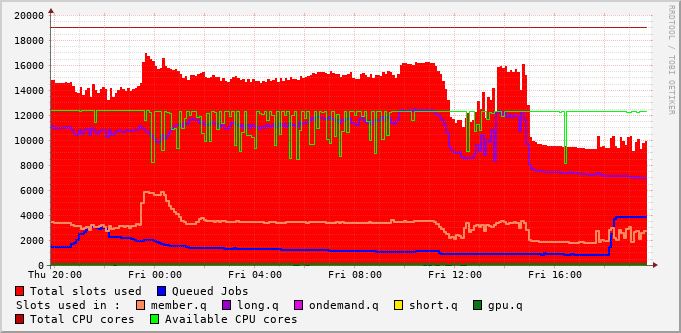 20000
18000
16000
14000
12000
10000
8000
6000
4000
2000
0
Thu 20:00 Fri 00:00 Fri 04:00 Fri 08:00 Fri 12:00 Fri 16:00
Total slots used Queued Jobs
Slots used in : member.q long.q ondemand.q short.q gpu.q
Total CPU cores Available CPU cores
RRDTOOL / TOBI OETIKER